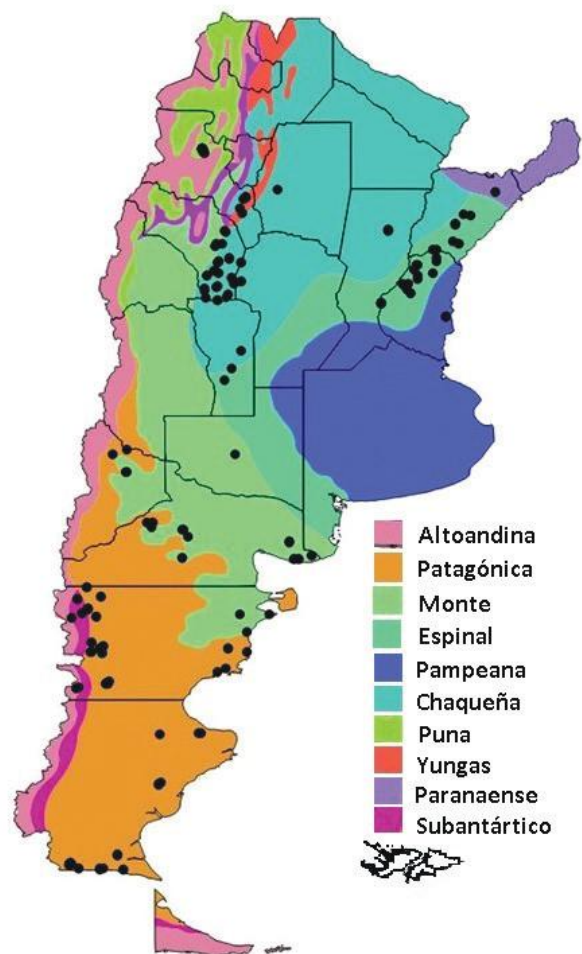 Altoandina
Patagónica
Monte
Espinal
Pampeana
Chaqueña
Puna
Yungas
Paranaense
Subantártico